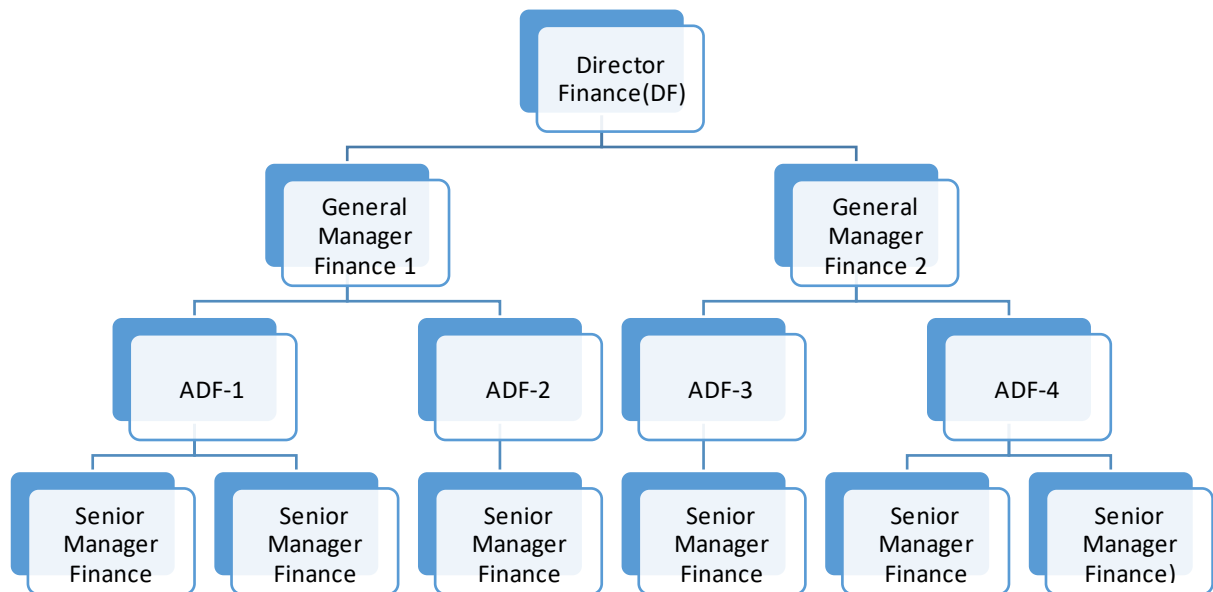 Director
Finance(DF)
General
Manager
Finance 1
General
Manager
Finance 2
ADF-1
ADF-2
ADF-3
ADF-4
Senior
Manager
Finance
Senior
Manager
Finance
Senior
Manager
Finance
Senior
Manager
Finance
Senior
Manager
Finance
Senior
Manager
Finance)